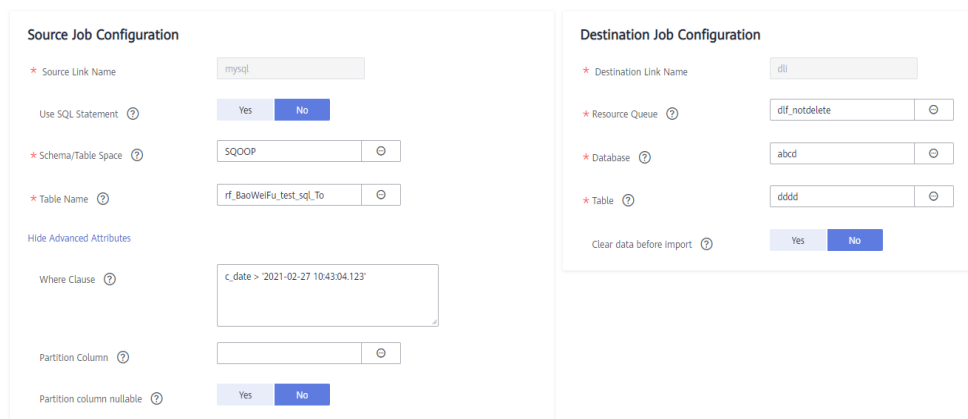 Source Job Configuration
* Source Link Name
mysql
Use SQL Statement ?
Yes No
* Schema/Table Space ?
SQOOP
* Table Name ?
rf_BaoWeiFu_test_sql_To
Hide Advanced Attributes
Where Clause ?
c_date > '2021-02-27 10:43:04.123'
Partition Column ?
Partition column nullable ?
Yes No
Destination Job Configuration
* Destination Link Name
dli
* Resource Queue ?
dlf_notdelete
* Database ?
abcd
* Table ?
dddd
Clear data before import ?
Yes No